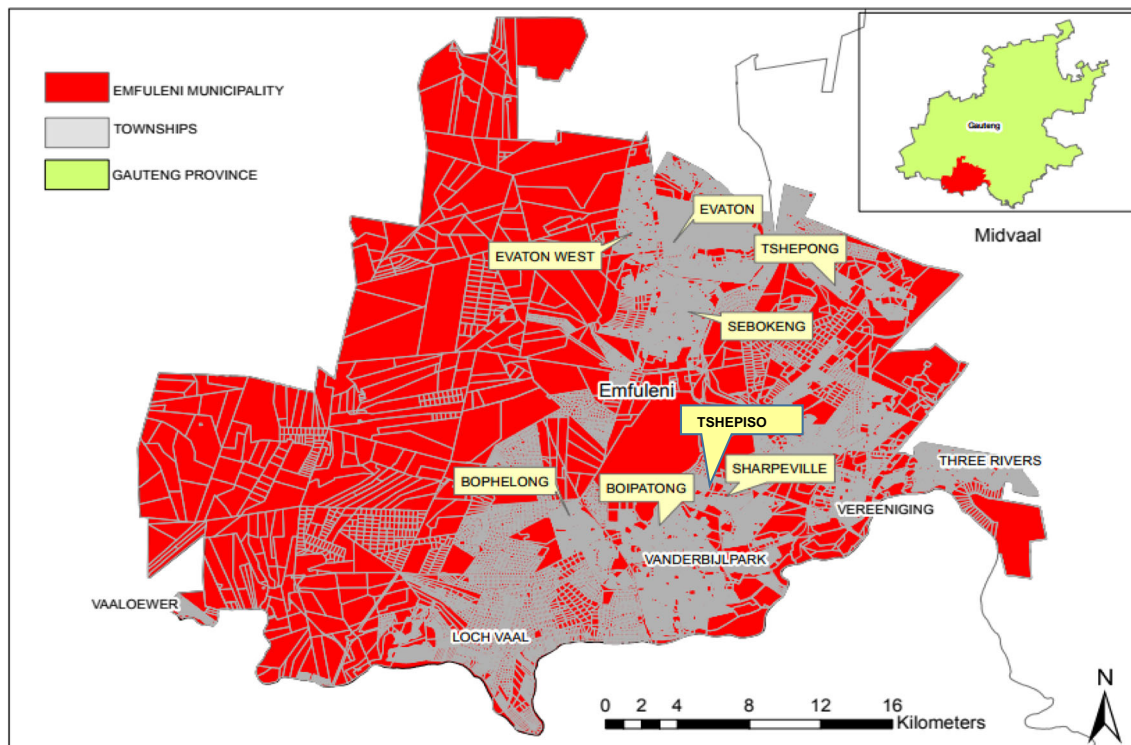 EMFULENI MUNICIPALITY
TOWNSHIPS
GAUTENG PROVINCE
Gauteng
Midvaal
EVATON
EVATON WEST
TSHEPONG
SEBOKENG
Emfuleni
TSHEPISO
SHARPEVILLE
THREE RIVERS
BOPHELONG
BOIPATONG
VEREENIGING
VANDERBIJLPARK
VAALOEWER
LOCH VAAL
0 2 4 8 12 16
Kilometers
N